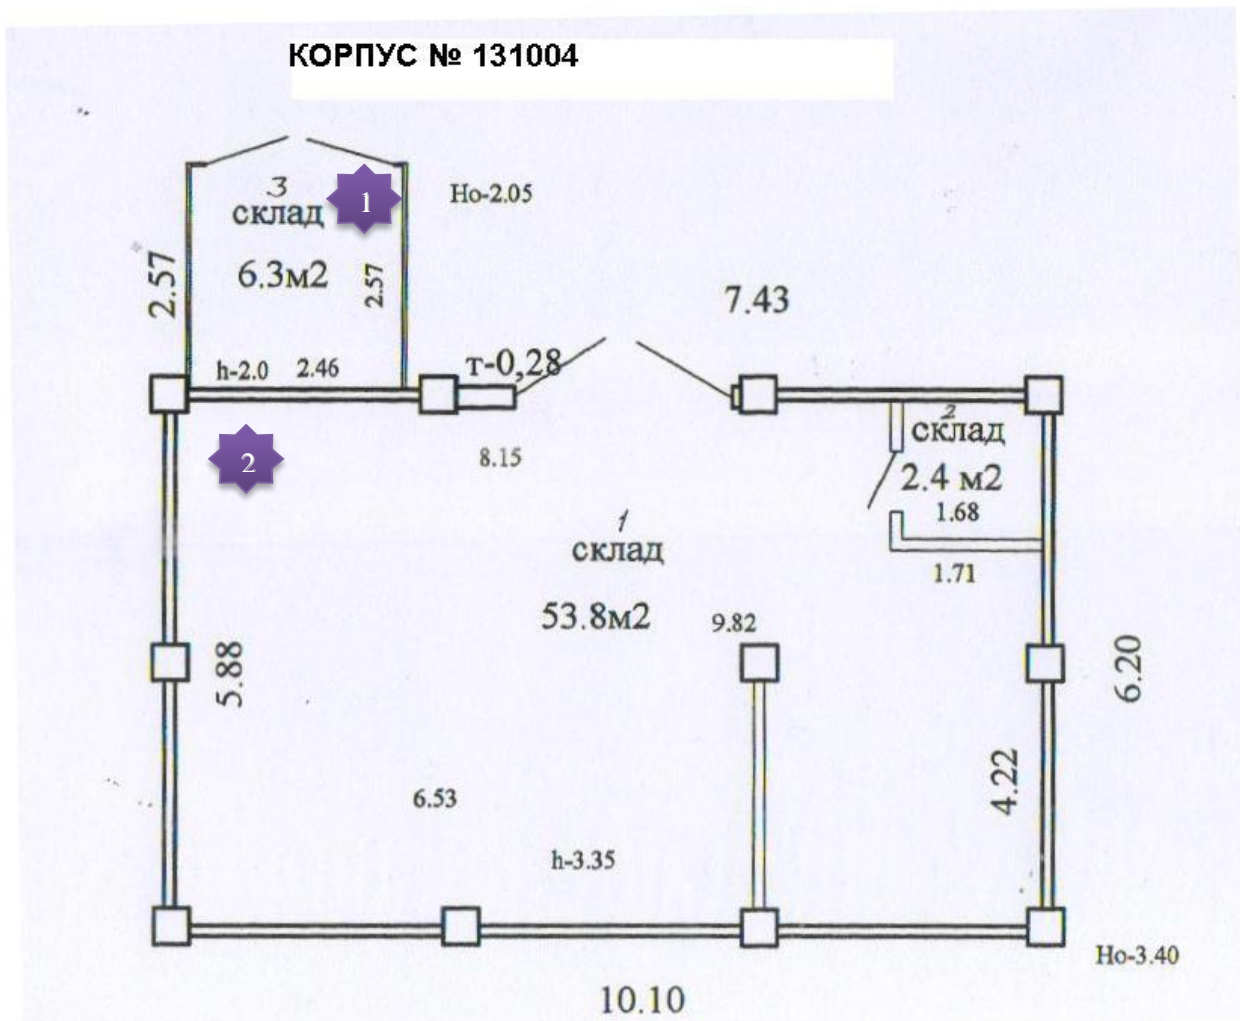 КОРПУС № 131004
3
склад
1
Но-2.05
6.3м2
2.57
2.57
7.43
h-2.0
2.46
т-0,28
2
8.15
2
склад
2.4 м2
1.68
1.71
1
склад
53.8м2
9.82
5.88
6.20
4.22
6.53
h-3.35
Но-3.40
10.10